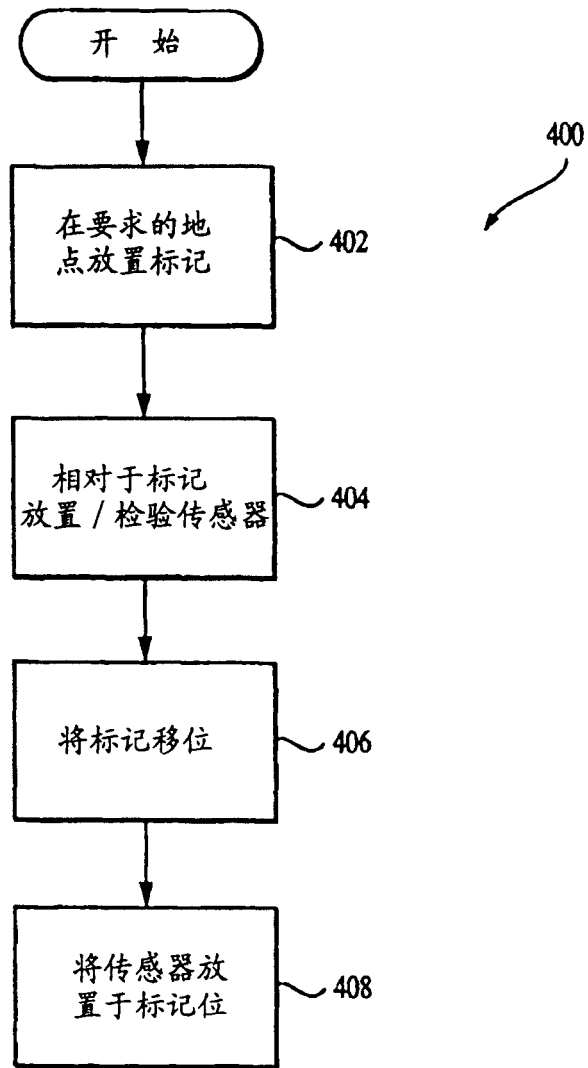 开 始
400
在要求的地
点放置标记
402
相对于标记
放置/检验传感器
404
将标记移位
406
将传感器放
置于标记位
408